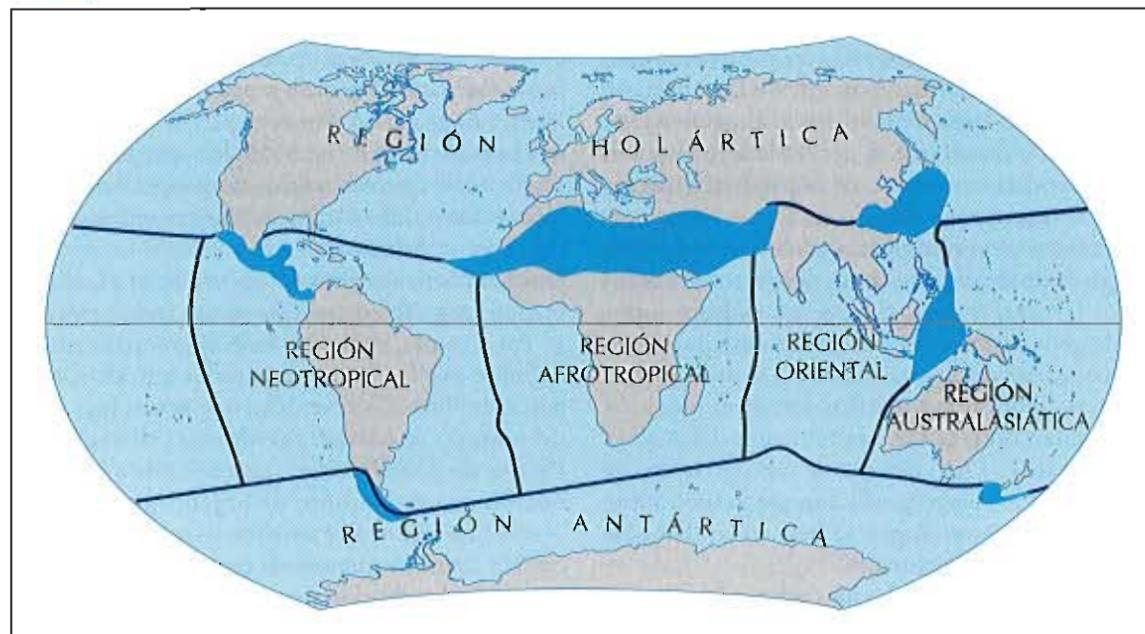 REGIÓN HOLÁRTICA
REGIÓN
NEOTROPICAL
REGIÓN
AFROTROPICAL
REGIÓN
ORIENTAL
REGIÓN
AUSTRALASIÁTICA
REGIÓN ANTÁRTICA